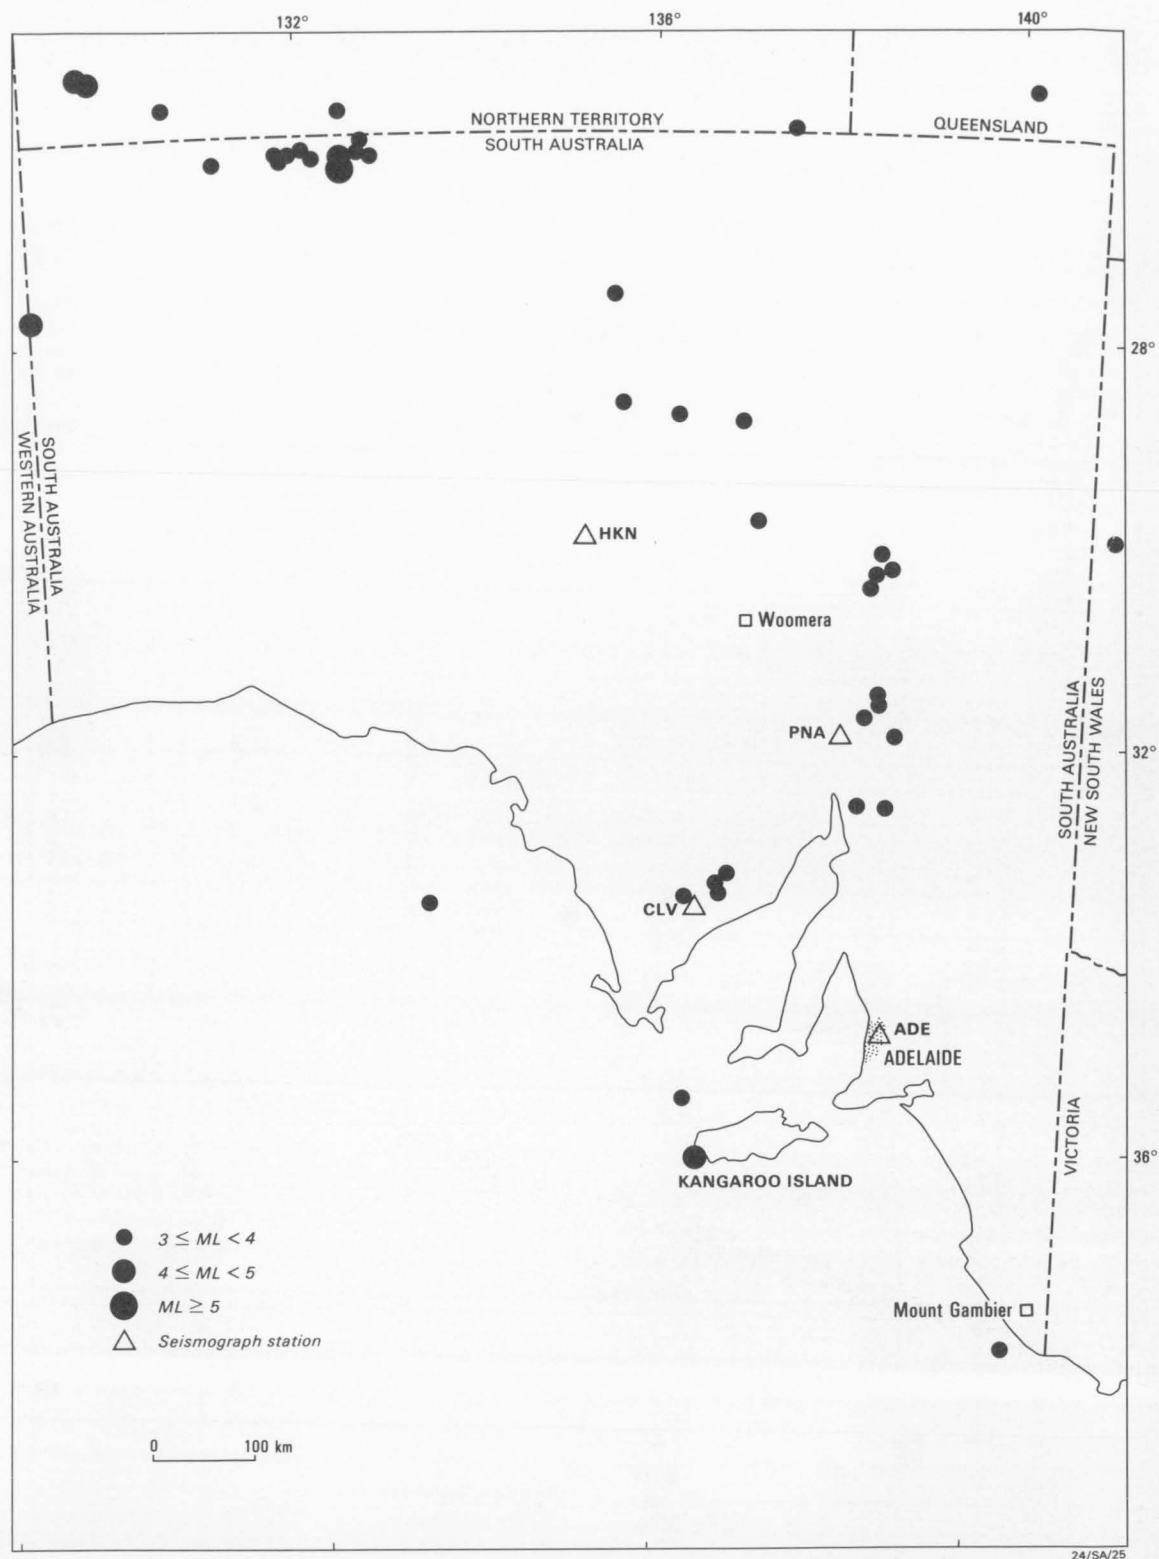 132°
136°
140°
NORTHERN TERRITORY
SOUTH AUSTRALIA
QUEENSLAND
28°
SOUTH AUSTRALIA
WESTERN AUSTRALIA
HKN
Woomera
PNA
32°
SOUTH AUSTRALIA
NEW SOUTH WALES
CLV
ADE
ADELAIDE
VICTORIA
36°
KANGAROO ISLAND
3 ≤ ML < 4
4 ≤ ML < 5
ML ≥ 5
Seismograph station
Mount Gambier
0 100 km
24/SA/25